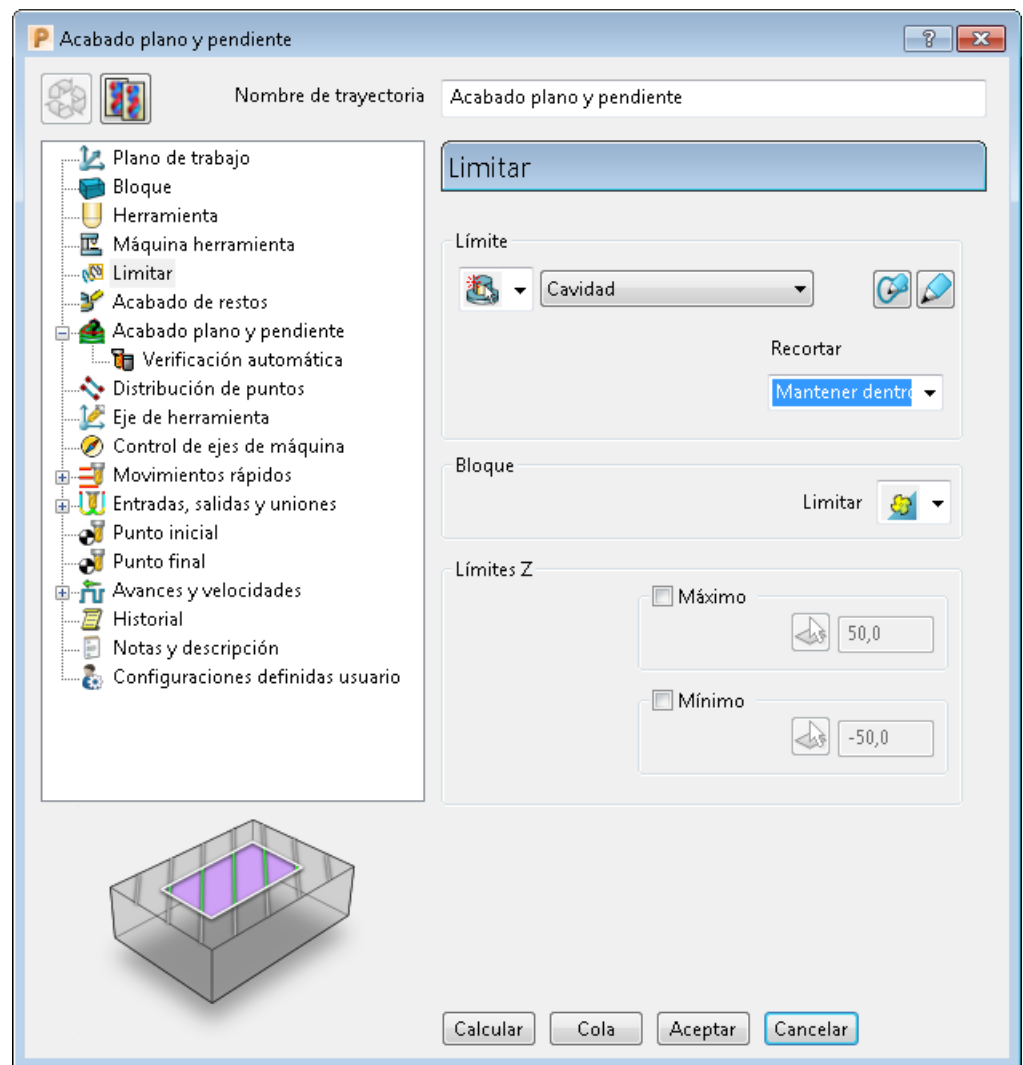 Acabado plano y pendiente
Nombre de trayectoria
Acabado plano y pendiente
Plano de trabajo
Bloque
Herramienta
Máquina herramienta
Limitar
Acabado de restos
Acabado plano y pendiente
Verificación automática
Distribución de puntos
Eje de herramienta
Control de ejes de máquina
Movimientos rápidos
Entradas, salidas y uniones
Punto inicial
Punto final
Avances y velocidades
Historial
Notas y descripción
Configuraciones definidas usuario
Limitar
Límite
Cavidad
Recortar
Mantener dentro
Bloque
Limitar
Límites Z
Máximo
50,0
Mínimo
-50,0
Calcular
Cola
Aceptar
Cancelar